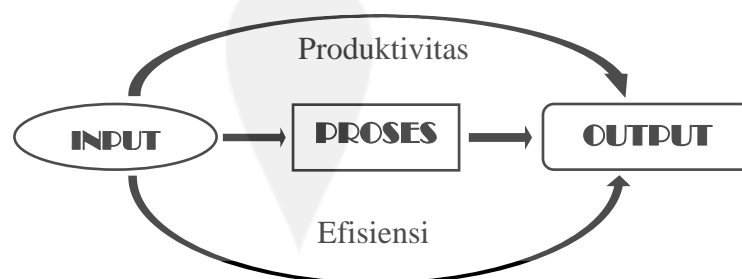 Produktivitas
INPUT
PROSES
OUTPUT
Efisiensi